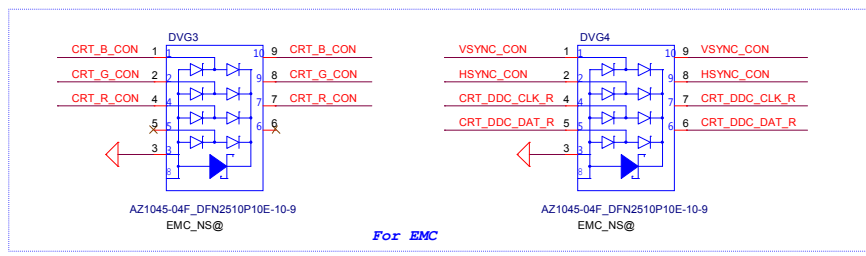 DVG3 DVG4
CRT_B_CON 1 1 10 9 CRT_B_CON VSYNC_CON 1 1 10 9 VSYNC_CON
CRT_G_CON 2 2 9 8 CRT_G_CON HSYNC_CON 2 2 9 8 HSYNC_CON
CRT_R_CON 4 4 7 7 CRT_R_CON CRT_DDC_CLK_R 4 4 7 7 CRT_DDC_CLK_R
5 5 6 6 CRT_DDC_DAT_R 5 5 6 6 CRT_DDC_DAT_R
3 3 3 3
8 8
AZ1045-04F_DFN2510P10E-10-9 AZ1045-04F_DFN2510P10E-10-9
EMC_NS@ EMC_NS@
For EMC